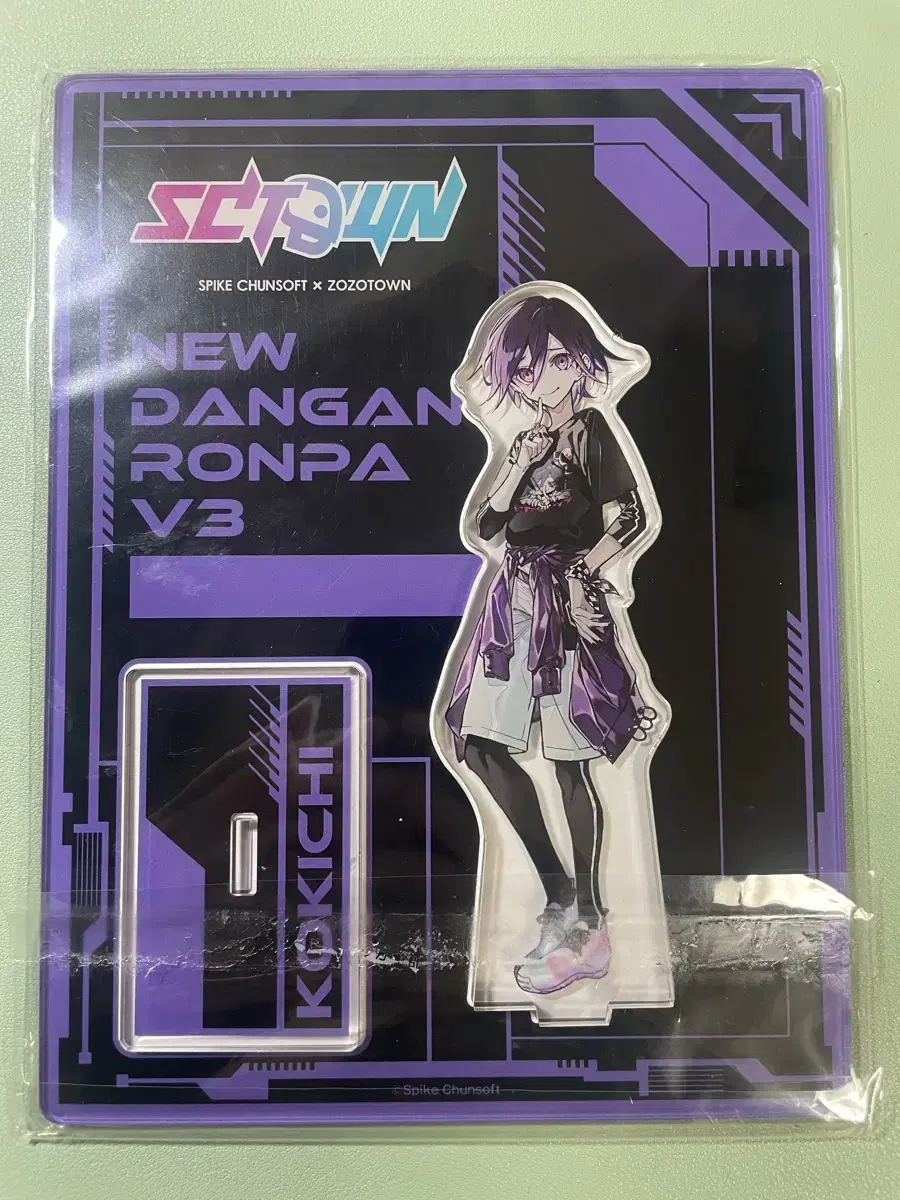 SCTOWN
SPIKE CHUNSOFT × ZOZOTOWN
NEW
DANGAN
RONPA
V3
KOKICHI
©Spike Chunsoft